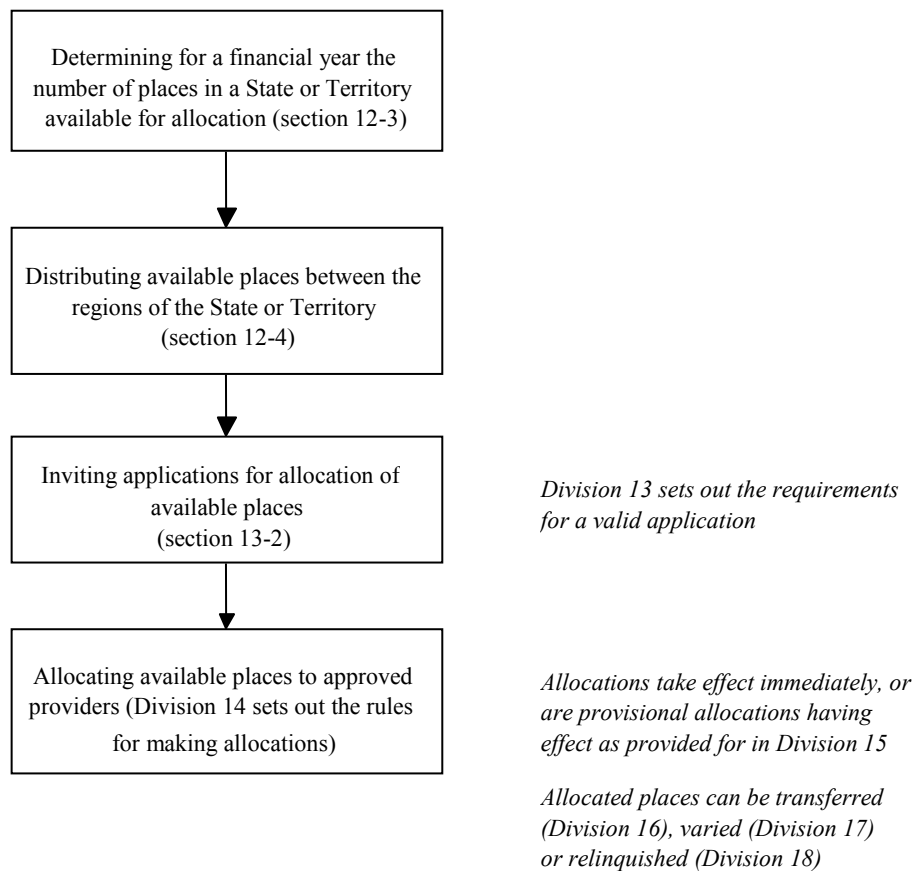 Determining for a financial year the
number of places in a State or Territory
available for allocation (section 12-3)
Distributing available places between the
regions of the State or Territory
(section 12-4)
Inviting applications for allocation of
available places
(section 13-2)
Division 13 sets out the requirements
for a valid application
Allocating available places to approved
providers (Division 14 sets out the rules
for making allocations)
Allocations take effect immediately, or
are provisional allocations having
effect as provided for in Division 15
Allocated places can be transferred
(Division 16), varied (Division 17)
or relinquished (Division 18)